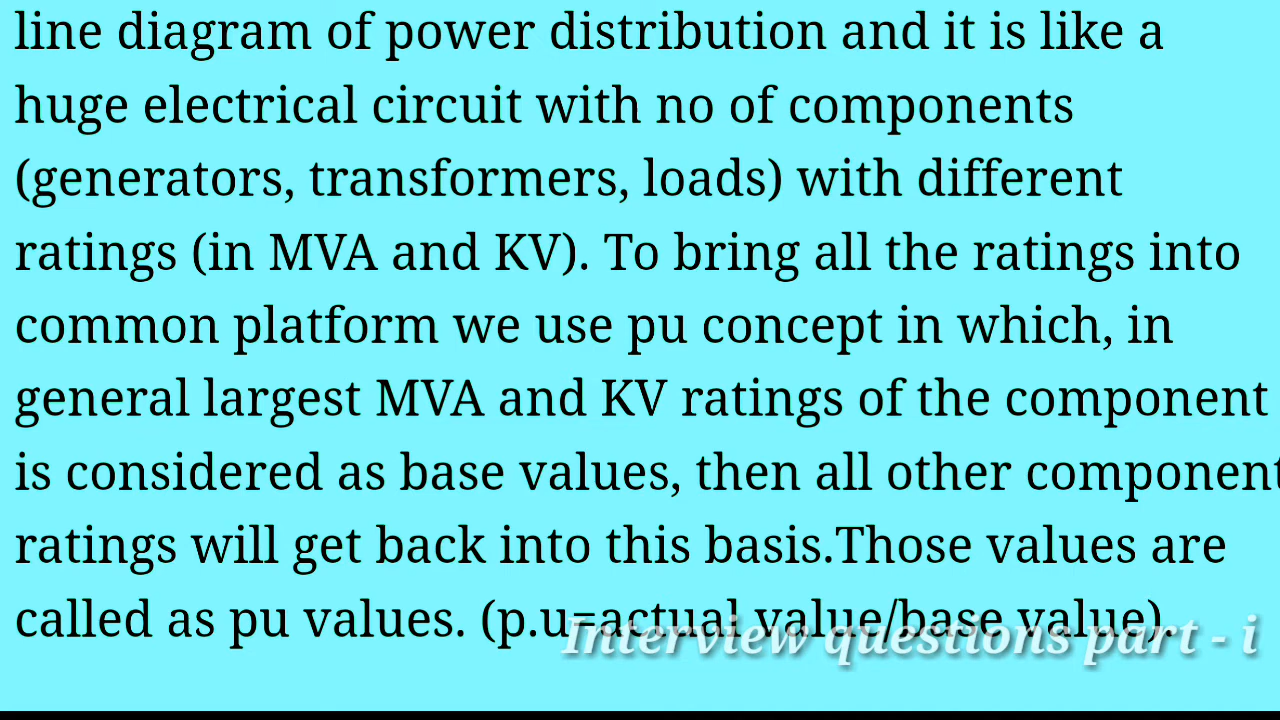 line diagram of power distribution and it is like a
huge electrical circuit with no of components
(generators, transformers, loads) with different
ratings (in MVA and KV). To bring all the ratings into
common platform we use pu concept in which, in
general largest MVA and KV ratings of the component
is considered as base values, then all other component
ratings will get back into this basis.Those values are
called as pu values. (p.u=actual value/base value).
Interview questions part - i